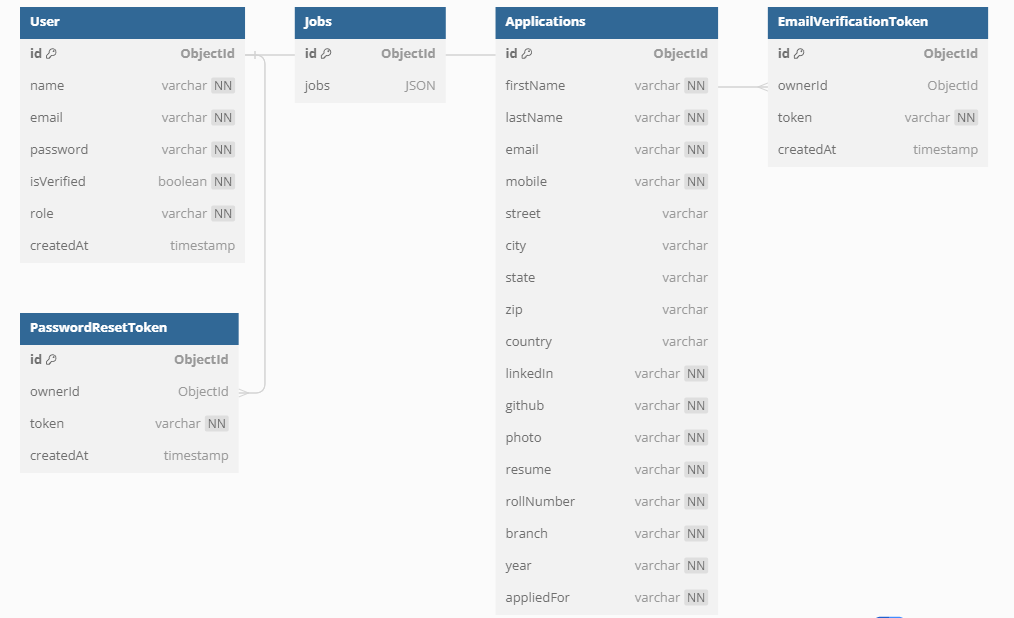 User
id ObjectId
name varchar NN
email varchar NN
password varchar NN
isVerified boolean NN
role varchar NN
createdAt timestamp
Jobs
id ObjectId
jobs JSON
Applications
id ObjectId
firstName varchar NN
lastName varchar NN
email varchar NN
mobile varchar NN
street varchar
city varchar
state varchar
zip varchar
country varchar
linkedIn varchar NN
github varchar NN
photo varchar NN
resume varchar NN
rollNumber varchar NN
branch varchar NN
year varchar NN
appliedFor varchar NN
EmailVerificationToken
id ObjectId
ownerId ObjectId
token varchar NN
createdAt timestamp
PasswordResetToken
id ObjectId
ownerId ObjectId
token varchar NN
createdAt timestamp